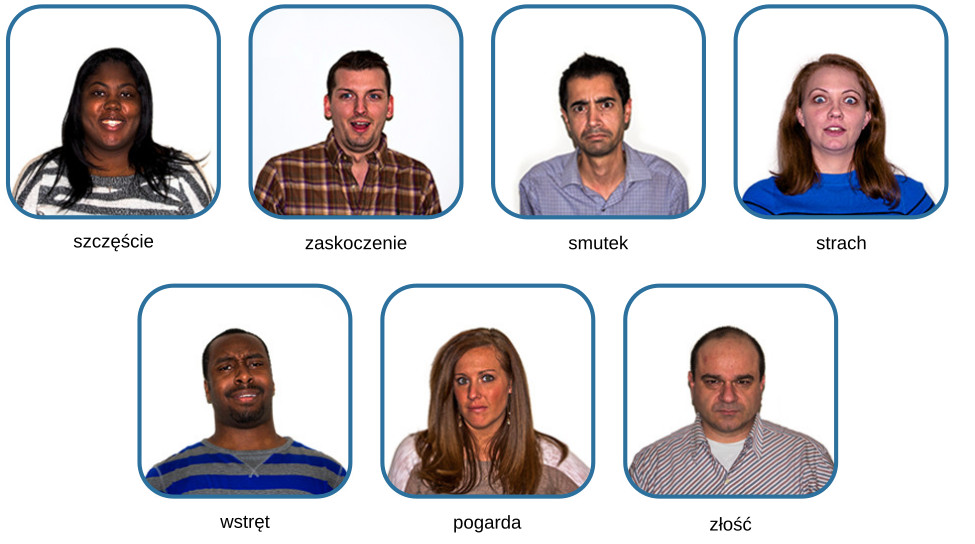 szczęście
zaskoczenie
smutek
strach
wstręt
pogarda
złość